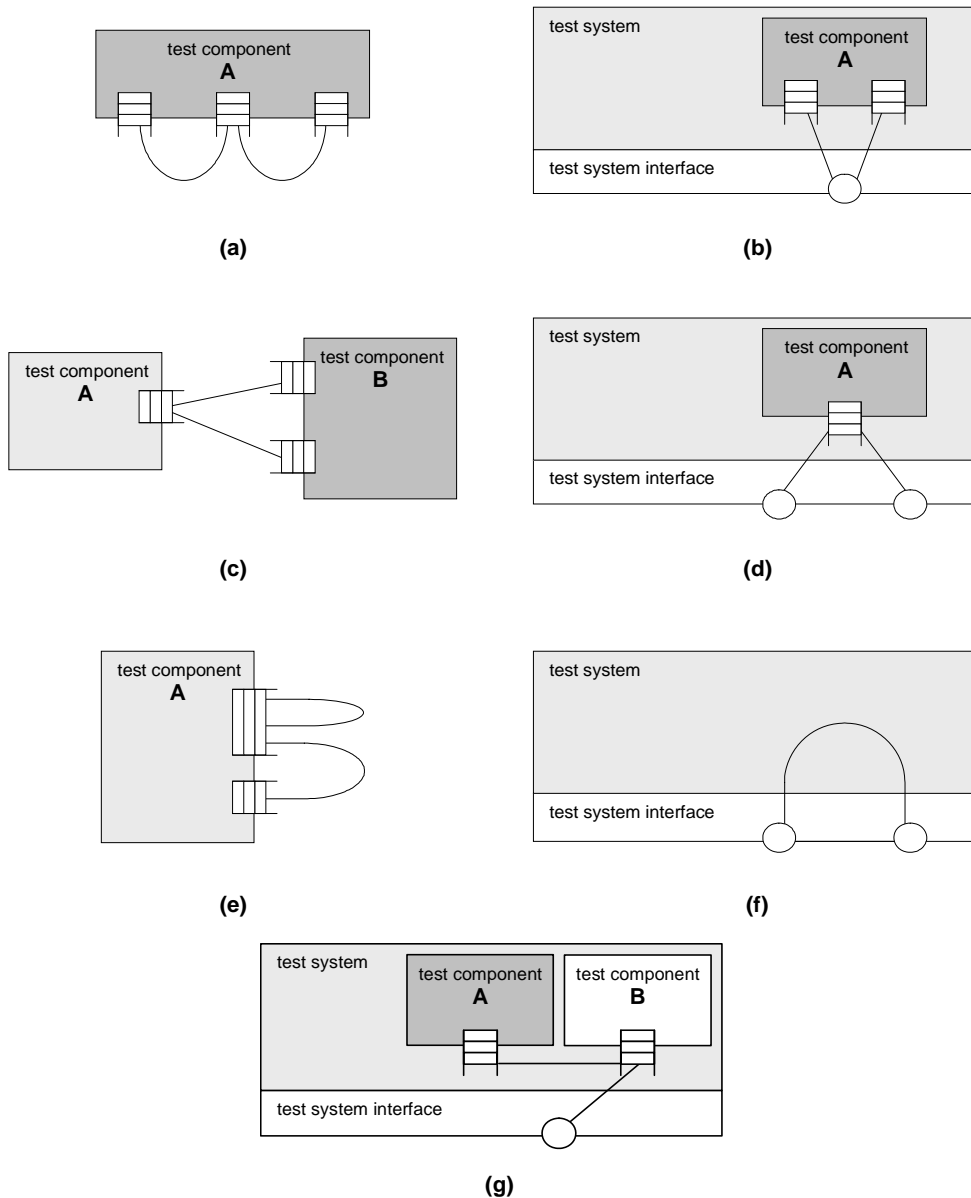 test component
A
(a)
test system
test component
A
test system interface
(b)
test component
A
test component
B
(c)
test system
test component
A
test system interface
(d)
test component
A
(e)
test system
test system interface
(f)
test system
test component
A
test component
B
test system interface
(g)